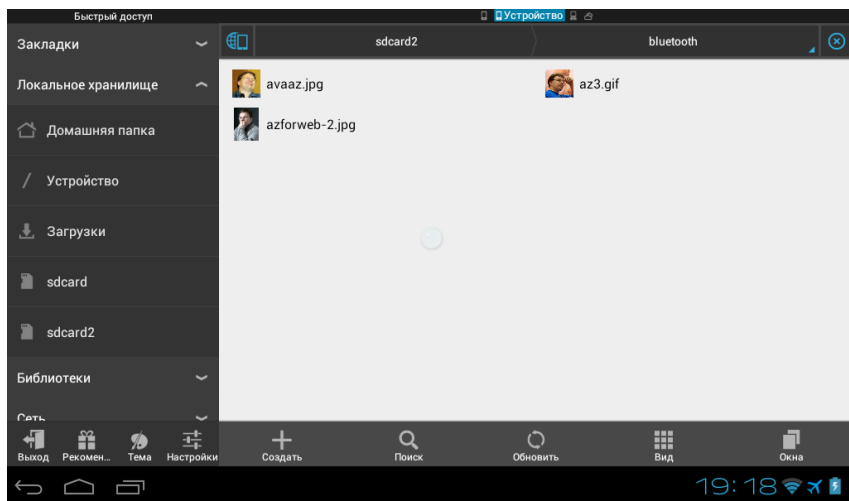 Быстрый доступ
Устройство
Закладки
sdcard2
bluetooth
Локальное хранилище
avaaz.jpg
az3.gif
azforweb-2.jpg
Домашняя папка
Устройство
Загрузки
sdcard
sdcard2
Библиотеки
Сеть
Выход
Рекомен...
Тема
Настройки
Создать
Поиск
Обновить
Вид
Окна
19:18